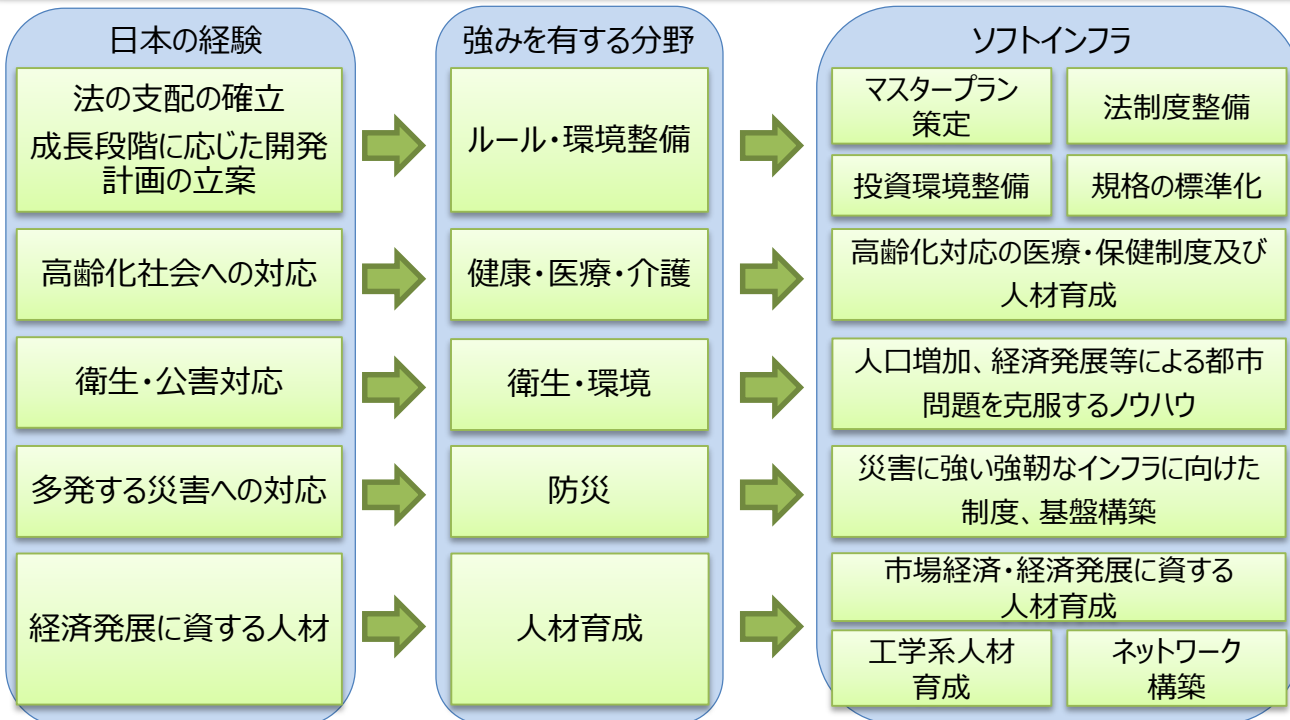 日本の経験
強みを有する分野
ソフトインフラ
法の支配の確立
成長段階に応じた開発
計画の立案
ルール・環境整備
マスタープラン
策定
法制度整備
投資環境整備
規格の標準化
高齢化社会への対応
健康・医療・介護
高齢化対応の医療・保健制度及び
人材育成
衛生・公害対応
衛生・環境
人口増加、経済発展等による都市
問題を克服するノウハウ
多発する災害への対応
防災
災害に強い強靭なインフラに向けた
制度、基盤構築
経済発展に資する人材
人材育成
市場経済・経済発展に資する
人材育成
工学系人材
育成
ネットワーク
構築